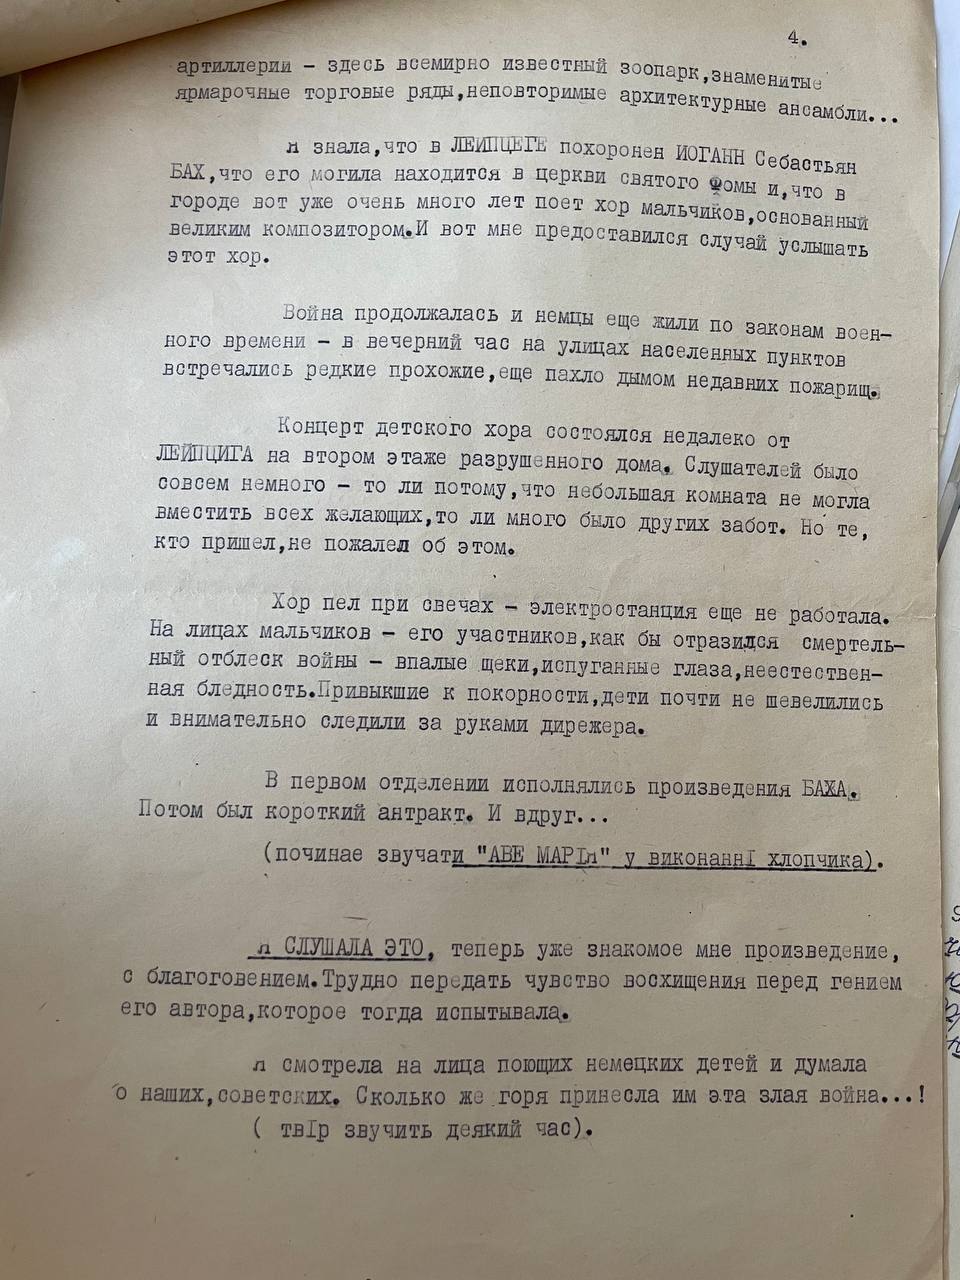 4.
артиллерии - здесь всемирно известный зоопарк,знаменитые
ярмарочные торговые ряды,неповторимые архитектурные ансамбли...
я знала,что в ЛЕИПЦЕГЕ похоронен ИОГАНН Себастьян
БАХ,что его могила находится в церкви святого Фомы и,что в
городе вот уже очень много лет поет хор мальчиков,основанный
великим композитором.И вот мне предоставился случай услышать
этот хор.
Война продолжалась и немцы еще жили по законам воен-
ного времени - в вечерний час на улицах населенных пунктов
встречались редкие прохожие,еще пахло дымом недавних пожарищ.
Концерт детского хора состоялся недалеко от
ЛЕЙПЦИГА на втором этаже разрушенного дома. Слушателей было
совсем немного - то ли потому,что небольшая комната не могла
вместить всех желающих,то ли много было других забот. Но те,
кто пришел,не пожалел об этом.
Хор пел при свечах - электростанция еще не работала.
На лицах мальчиков - его участников,как бы отразился смертель-
ный отблеск войны - впалые щеки,испуганные глаза,неестествен-
ная бледность.Привыкшие к покорности,дети почти не шевелились
и внимательно следили за руками дирежера.
В первом отделении исполнялись произведения БАХА.
Потом был короткий антракт. И вдруг...
(починае звучати "АВЕ МАРІя" у виконаннІ хлопчика).
я СЛУШАЛА ЭТО, теперь уже знакомое мне произведение,
с благоговением.Трудно передать чувство восхищения перед гением
его автора,которое тогда испытывала.
я смотрела на лица поющих немецких детей и думала
о наших,советских. Сколько же горя принесла им эта злая война...!
( твІр звучить деякий час).